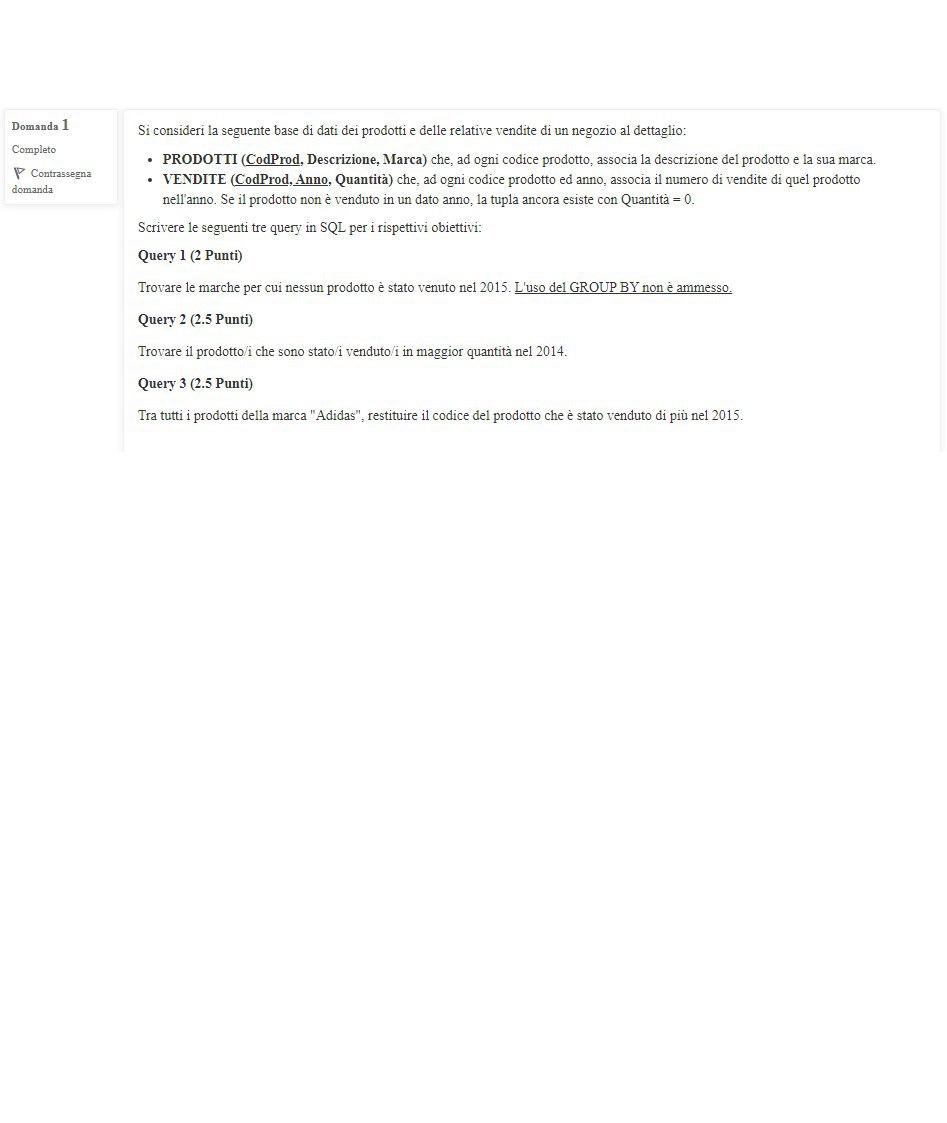 Domanda 1
Completo
Contrassegna
domanda
Si consideri la seguente base di dati dei prodotti e delle relative vendite di un negozio al dettaglio:
• PRODOTTI (CodProd, Descrizione, Marca) che, ad ogni codice prodotto, associa la descrizione del prodotto e la sua marca.
• VENDITE (CodProd, Anno, Quantità) che, ad ogni codice prodotto ed anno, associa il numero di vendite di quel prodotto
nell'anno. Se il prodotto non è venduto in un dato anno, la tupla ancora esiste con Quantità = 0.
Scrivere le seguenti tre query in SQL per i rispettivi obiettivi:
Query 1 (2 Punti)
Trovare le marche per cui nessun prodotto è stato venuto nel 2015. L'uso del GROUP BY non è ammesso.
Query 2 (2.5 Punti)
Trovare il prodotto/i che sono stato/i venduto/i in maggior quantità nel 2014.
Query 3 (2.5 Punti)
Tra tutti i prodotti della marca "Adidas", restituire il codice del prodotto che è stato venduto di più nel 2015.